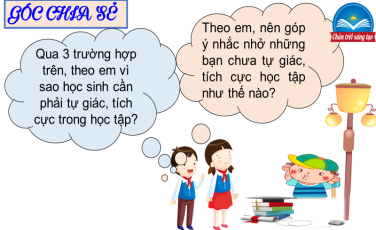 GÓC CHIA SẺ
Qua 3 trường hợp
trên, theo em vì
sao học sinh cần
phải tự giác, tích
cực trong học tập?
Theo em, nên góp
ý nhắc nhở những
bạn chưa tự giác,
tích cực học tập
như thế nào?
Chân trời sáng tạo